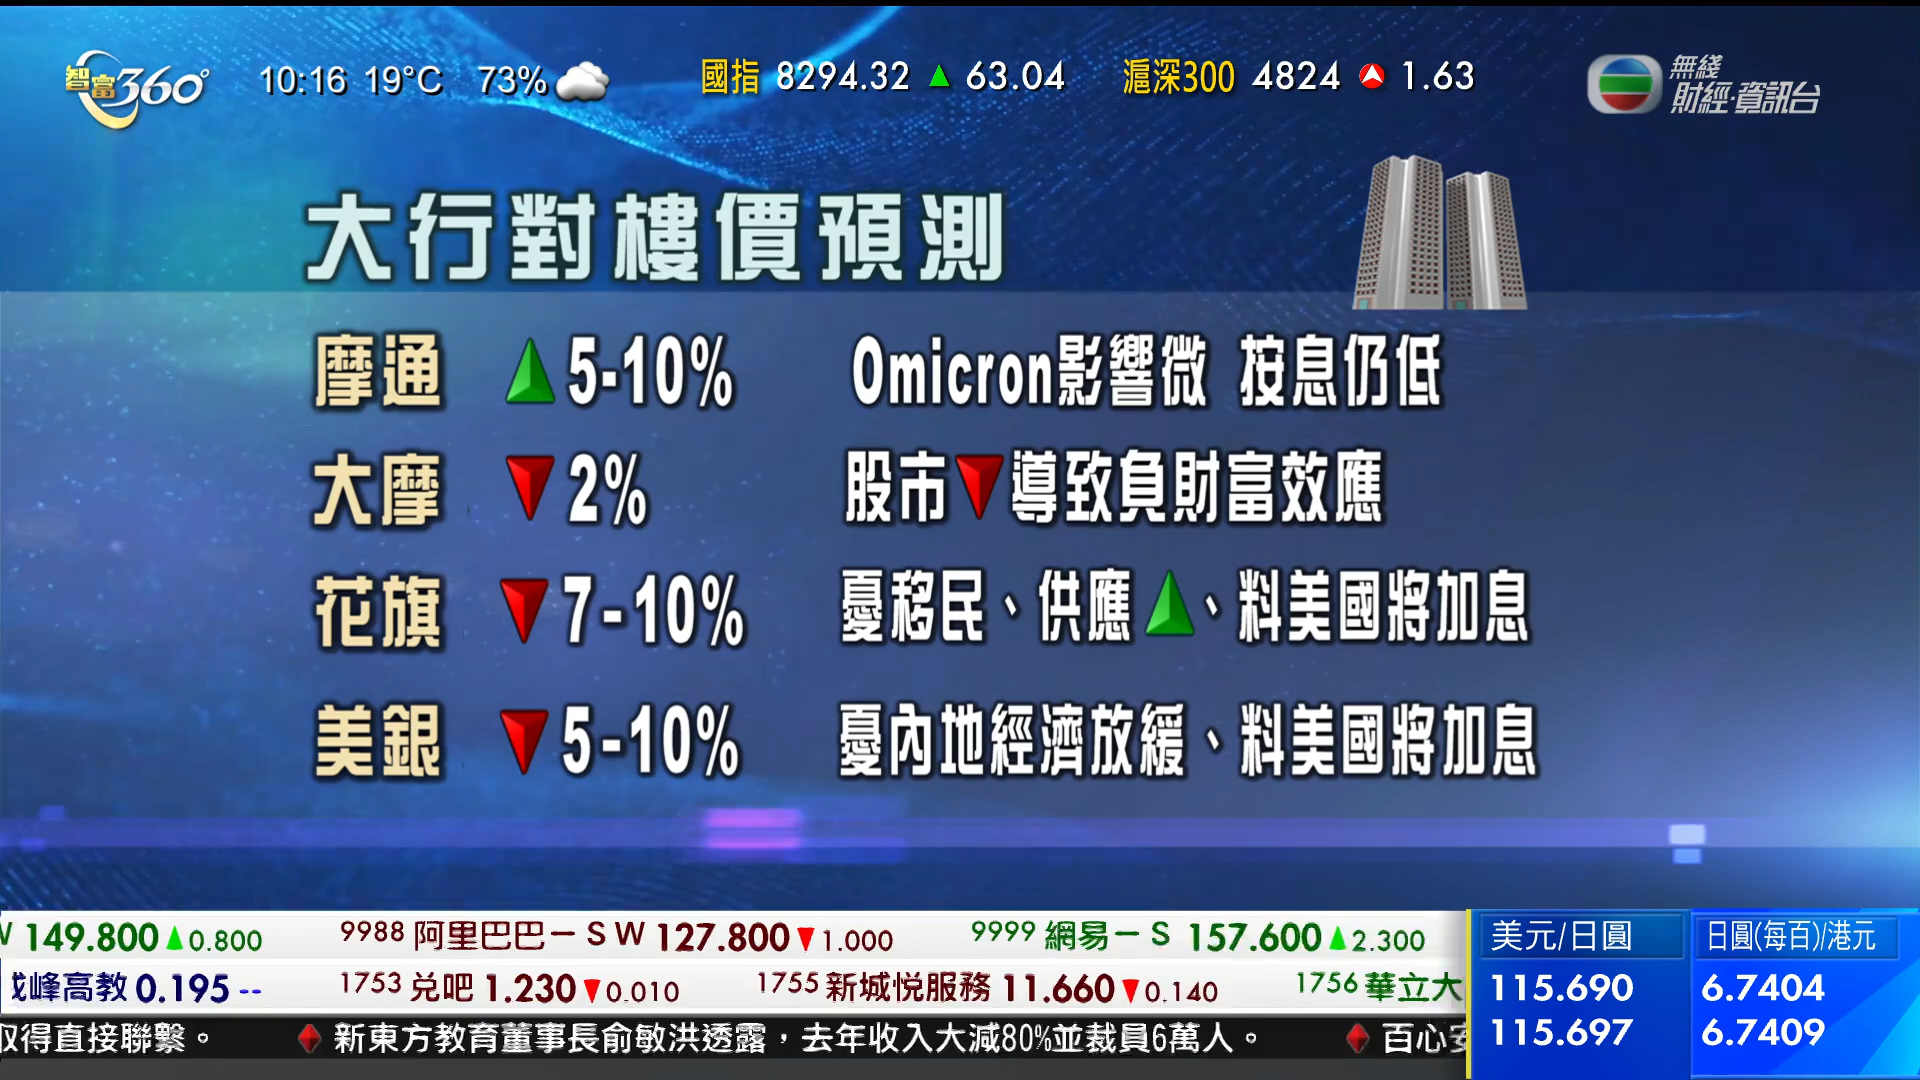 智富360° 10:16 19°C 73% 國指 8294.32 ▲ 63.04 滬深300 4824 ▲ 1.63 無綫
財經·資訊台
大行對樓價預測
摩通 ▲ 5-10% Omicron影響微 按息仍低
大摩 ▼ 2% 股市▼導致負財富效應
花旗 ▼ 7-10% 憂移民、供應▲、料美國將加息
美銀 ▼ 5-10% 憂內地經濟放緩、料美國將加息
W 149.800 ▲ 0.800 9988 阿里巴巴－ＳＷ 127.800 ▼ 1.000 9999 網易－Ｓ 157.600 ▲ 2.300
峰高教 0.195 -- 1753 兌吧 1.230 ▼ 0.010 1755 新城悅服務 11.660 ▼ 0.140 1756 華立大
取得直接聯繫。 ◆ 新東方教育董事長俞敏洪透露，去年收入大減80%並裁員6萬人。 ◆ 百心安
美元/日圓 日圓(每百)/港元
115.690 6.7404
115.697 6.7409